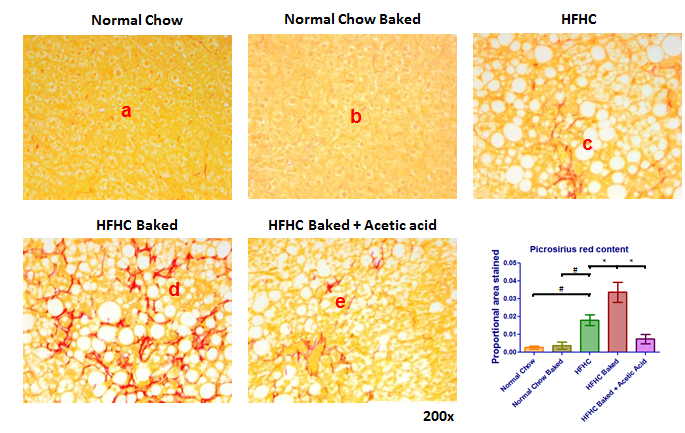 Normal Chow
Normal Chow Baked
HFHC
a
b
c
HFHC Baked
HFHC Baked + Acetic acid
d
e
200x
Picrosirius red content
Proportional area stained
0.05
0.04
0.03
0.02
0.01
0.00
#
#
*
*
Normal Chow
Normal Chow Baked
HFHC
HFHC Baked
HFHC Baked + Acetic Acid